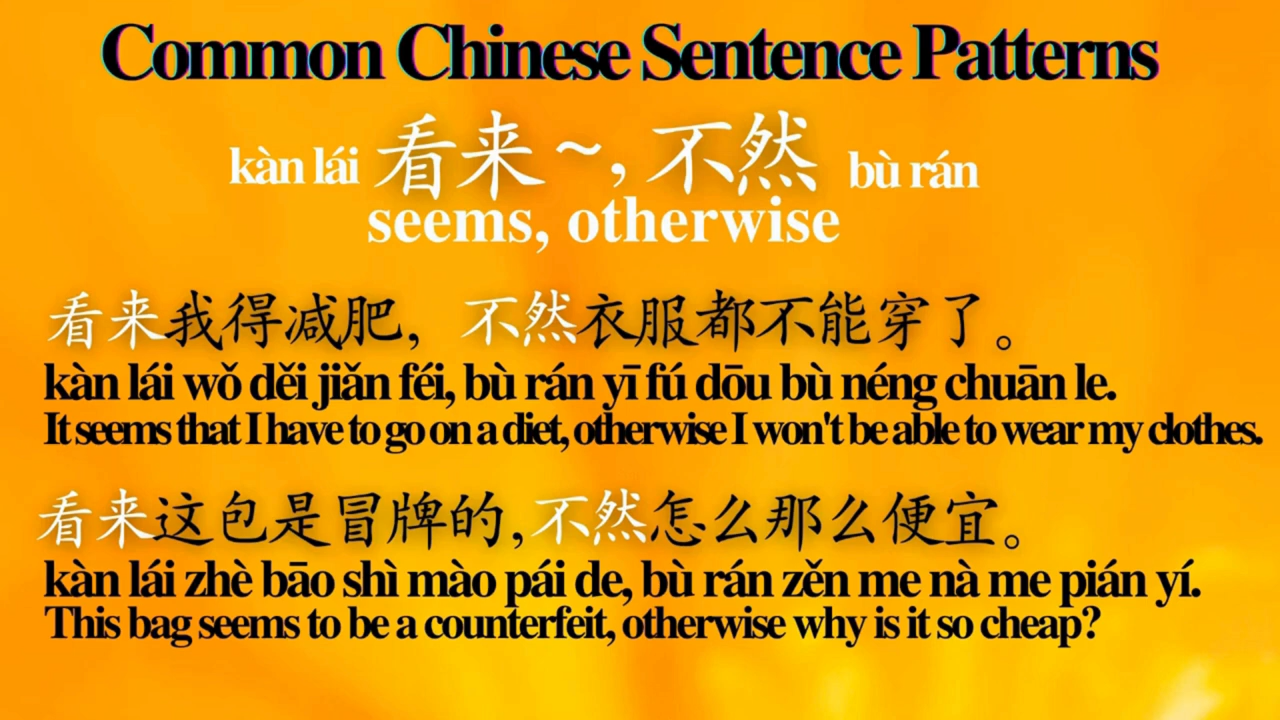 Common Chinese Sentence Patterns
kàn lái 看来~,不然 bù rán
seems, otherwise
看来我得减肥，不然衣服都不能穿了。
kàn lái wǒ děi jiǎn féi, bù rán yī fú dōu bù néng chuān le.
It seems that I have to go on a diet, otherwise I won't be able to wear my clothes.
看来这包是冒牌的,不然怎么那么便宜。
kàn lái zhè bāo shì mào pái de, bù rán zěn me nà me pián yí.
This bag seems to be a counterfeit, otherwise why is it so cheap?